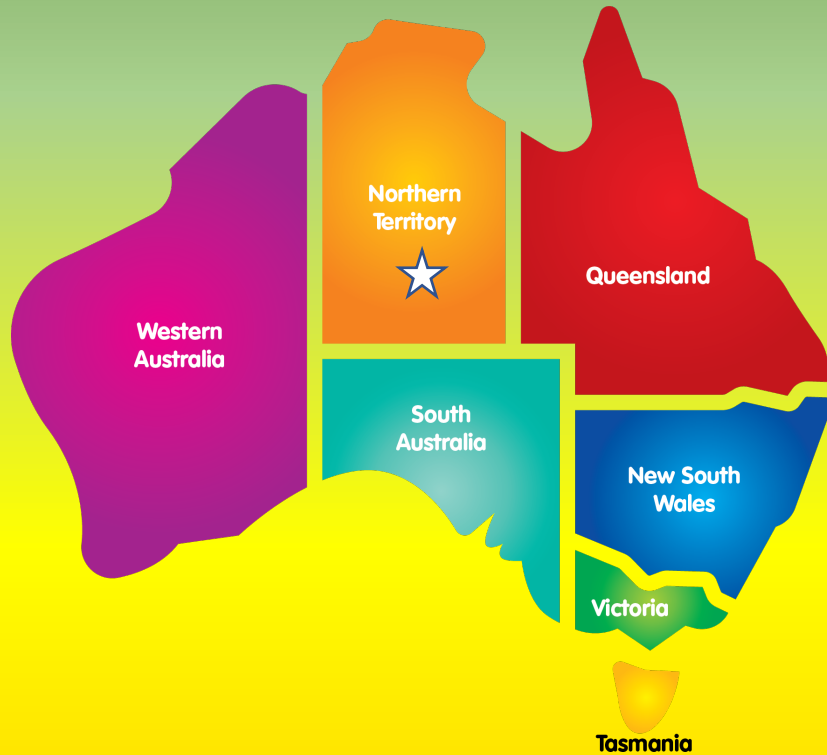 Northern
Territory
Queensland
Western
Australia
South
Australia
New South
Wales
Victoria
Tasmania